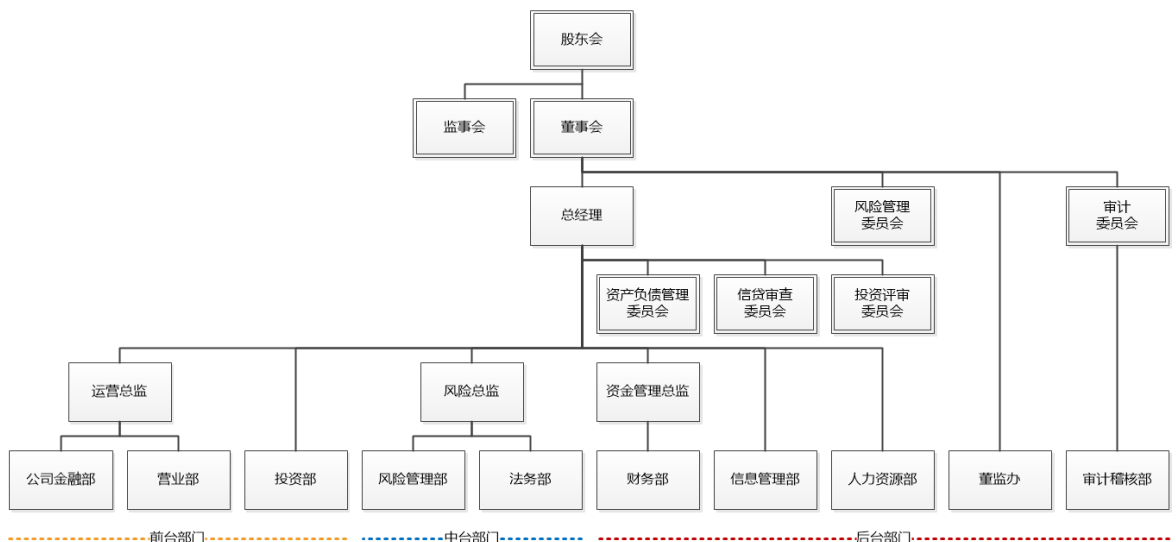 股东会
监事会
董事会
总经理
风险管理
委员会
审计
委员会
资产负债管理
委员会
信贷审查
委员会
投资评审
委员会
运营总监
风险总监
资金管理总监
公司金融部
营业部
投资部
风险管理部
法务部
财务部
信息管理部
人力资源部
董监办
审计稽核部
前台部门
中台部门
后台部门